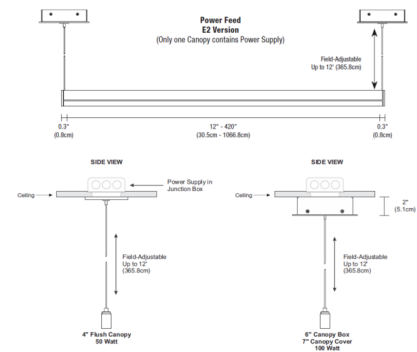 Power Feed
E2 Version
(Only one Canopy contains Power Supply)
Field-Adjustable
Up to 12' (365.8cm)
0.3"
(0.8cm)
12" - 420"
(30.5cm - 1066.8cm)
0.3"
(0.8cm)
SIDE VIEW
Power Supply in
Junction Box
Ceiling
Field-Adjustable
Up to 12'
(365.8cm)
4" Flush Canopy
50 Watt
SIDE VIEW
Ceiling
2"
(5.1cm)
Field-Adjustable
Up to 12'
(365.8cm)
6" Canopy Box
7" Canopy Cover
100 Watt